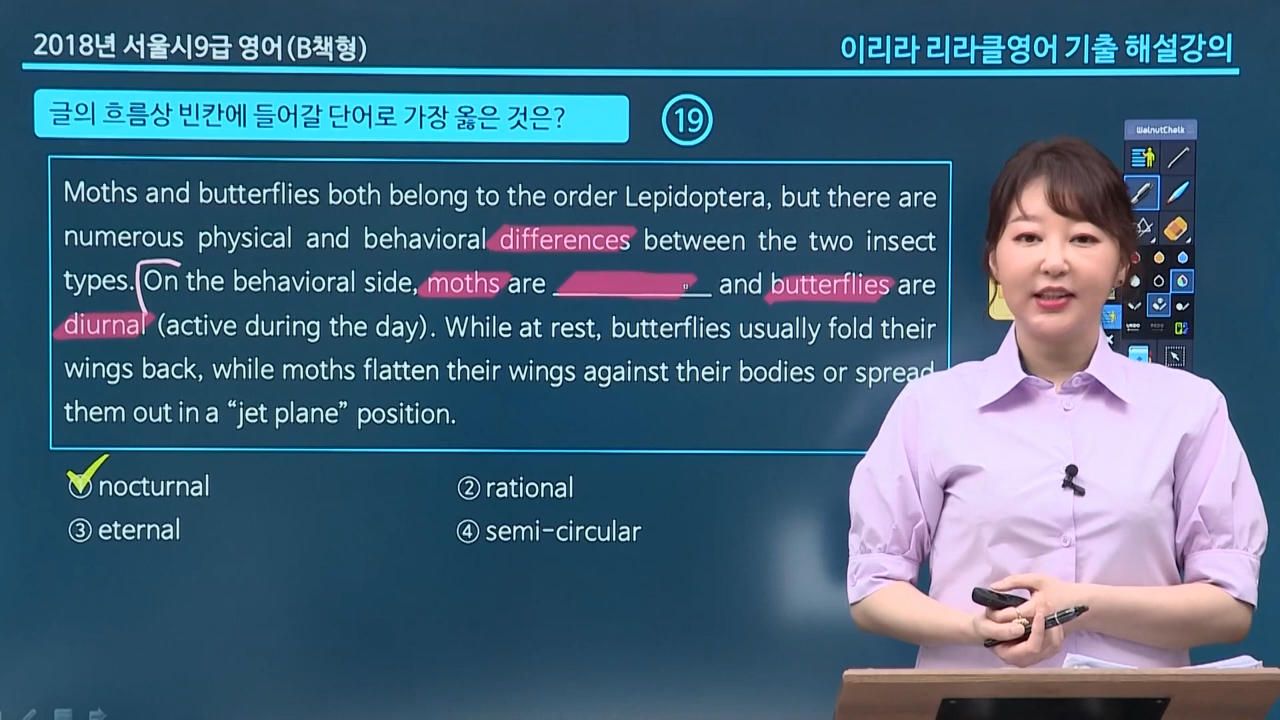 2018년 서울시9급 영어(B책형)
이리라 리라클영어 기출 해설강의
글의 흐름상 빈칸에 들어갈 단어로 가장 옳은 것은?
19
WalnutChalk
Moths and butterflies both belong to the order Lepidoptera, but there are
numerous physical and behavioral differences between the two insect
types. On the behavioral side, moths are ____________ and butterflies are
diurnal (active during the day). While at rest, butterflies usually fold their
wings back, while moths flatten their wings against their bodies or spread
them out in a “jet plane” position.
① nocturnal
② rational
③ eternal
④ semi-circular
UNDO
REDO